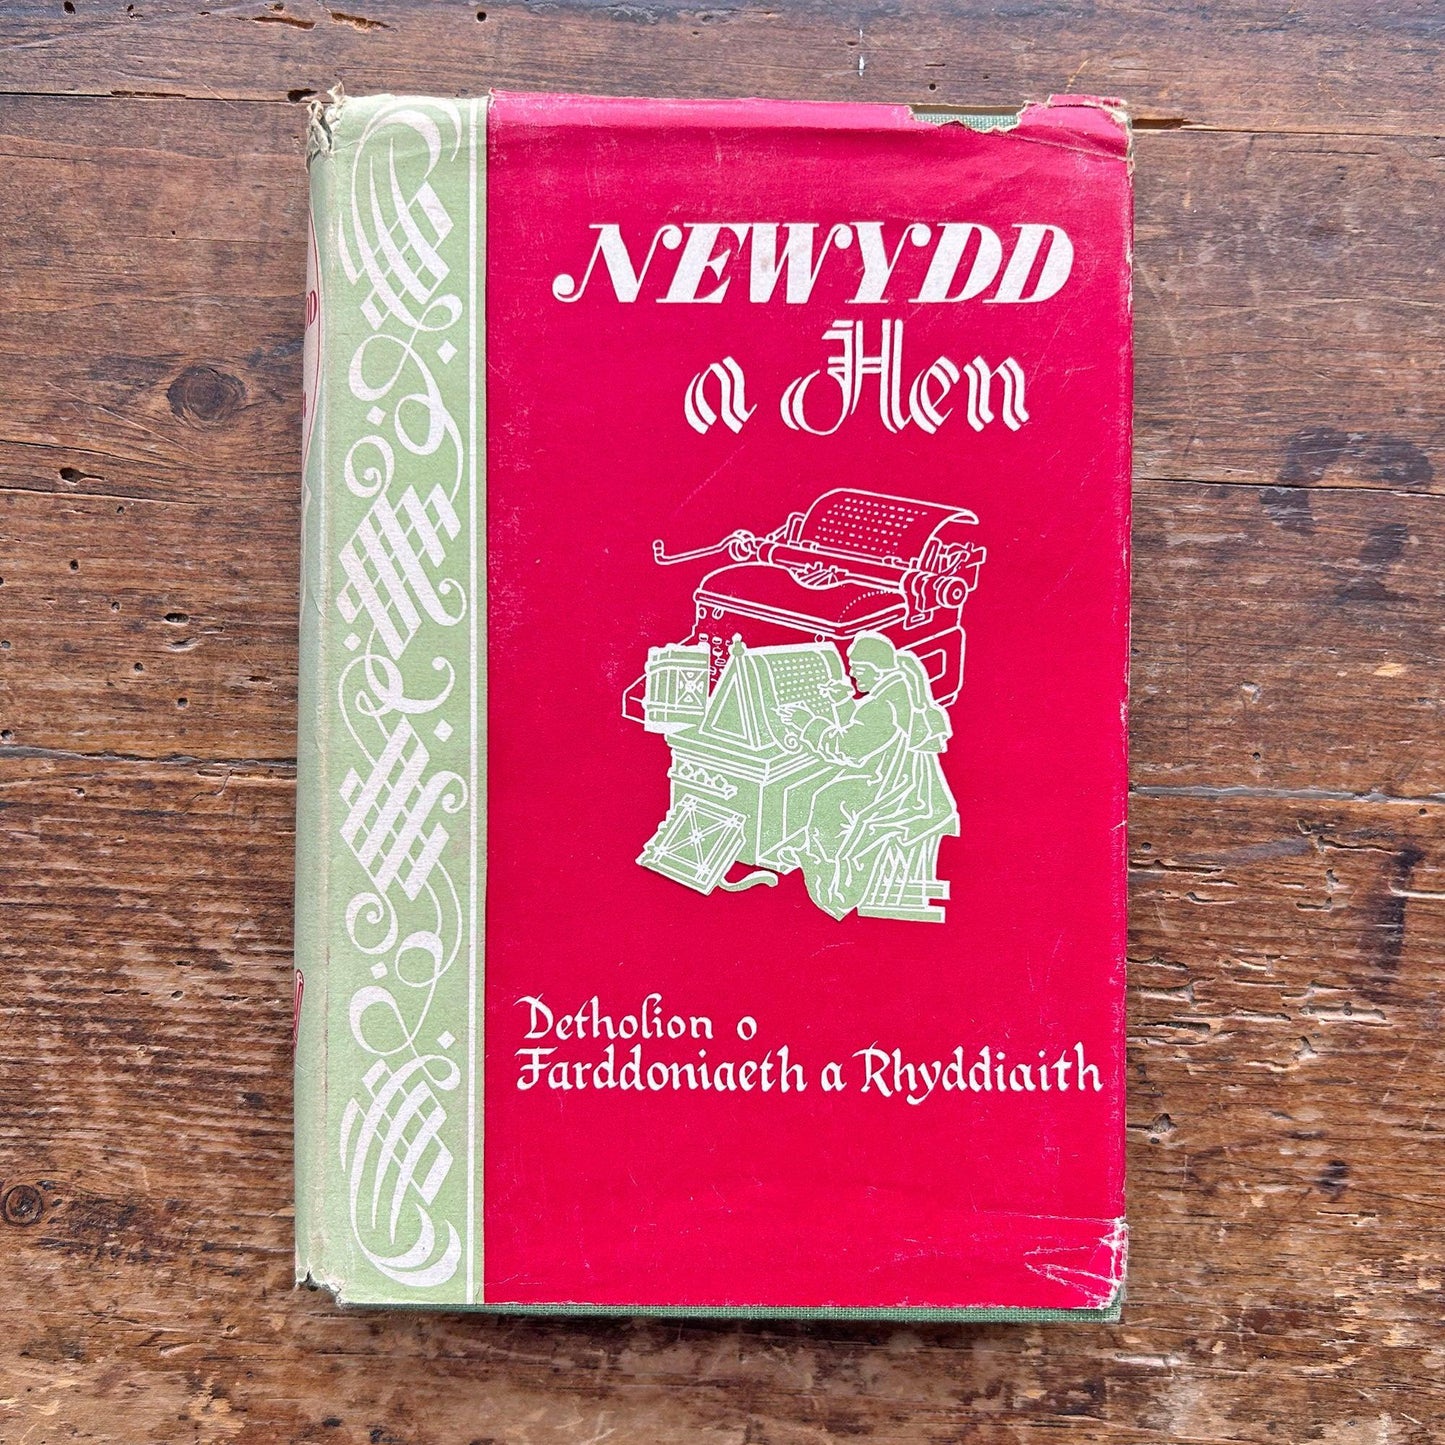 NEWYDD
a Hen
Detholion o
Farddoniaeth a Rhyddiaith